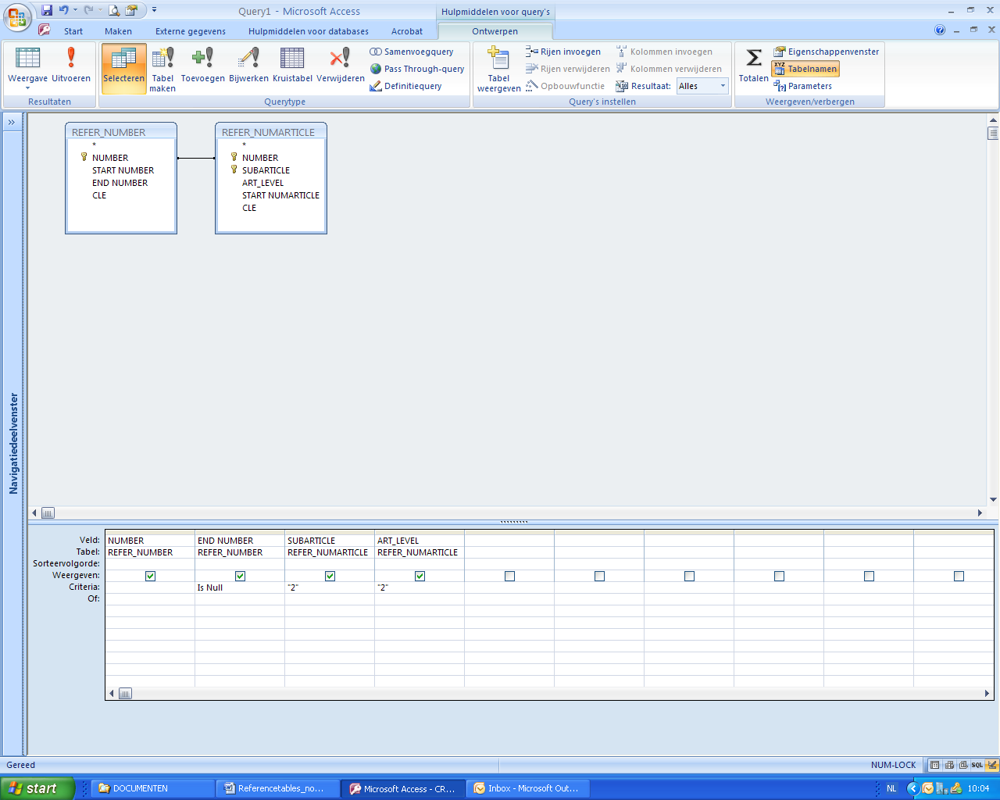 Query1 - Microsoft Access
Hulpmiddelen voor query's
Start
Maken
Externe gegevens
Hulpmiddelen voor databases
Acrobat
Ontwerpen
Weergave
Uitvoeren
Resultaten
Selecteren
Tabel maken
Toevoegen
Bijwerken
Kruistabel
Verwijderen
Samenvoegquery
Pass Through-query
Definitiequery
Querytype
Tabel weergeven
Rijen invoegen
Rijen verwijderen
Opbouwfunctie
Kolommen invoegen
Kolommen verwijderen
Resultaat: Alles
Query's instellen
Totalen
Eigenschappenvenster
XYZ Tabelnamen
Parameters
Weergeven/verbergen
Navigatiedeelvenster
REFER_NUMBER
*
NUMBER
START NUMBER
END NUMBER
CLE
REFER_NUMARTICLE
*
NUMBER
SUBARTICLE
ART_LEVEL
START NUMARTICLE
CLE
Veld: NUMBER END NUMBER SUBARTICLE ART_LEVEL
Tabel: REFER_NUMBER REFER_NUMBER REFER_NUMARTICLE REFER_NUMARTICLE
Sorteervolgorde:
Weergeven:
Criteria: Is Null "2" "2"
Of:
Gereed
NUM-LOCK
SQL
start
DOCUMENTEN
Referencetables_no...
Microsoft Access - CR...
Inbox - Microsoft Out...
NL
10:04